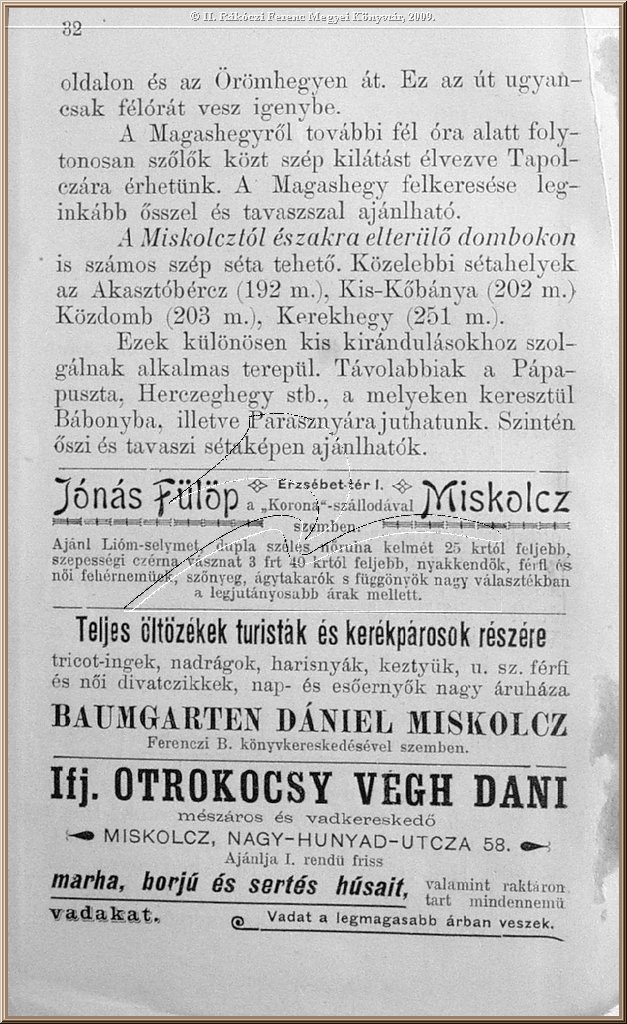 © II. Rákóczi Ferenc Megyei Könyvtár, 2009.
32
oldalon és az Örömhegyen át. Ez az út ugyan-
csak félórát vesz igenybe.
A Magashegyről további fél óra alatt foly-
tonosan szőlők közt szép kilátást élvezve Tapol-
czára érhetünk. A Magashegy felkeresése leg-
inkább ősszel és tavaszszal ajánlható.
A Miskolcztól északra elterülő dombokon
is számos szép séta tehető. Közelebbi sétahelyek
az Akasztóbércz (192 m.), Kis-Kőbánya (202 m.)
Közdomb (203 m.), Kerekhegy (251 m.).
Ezek különösen kis kirándulásokhoz szol-
gálnak alkalmas terepül. Távolabbiak a Pápa-
puszta, Herczeghegy stb., a melyeken keresztül
Bábonyba, illetve Parasznyára juthatunk. Szintén
őszi és tavaszi sétaképen ajánlhatók.
Jónás Fülöp Erzsébet-tér I. a „Korona"-szállodával szemben. Miskolcz
Ajánl Lióm-selymet, dupla széles nőruha kelmét 25 krtól feljebb,
szepességi czérna vásznat 3 frt 40 krtól feljebb, nyakkendők, férfi és
női fehérneműek, szőnyeg, ágytakarók s függönyök nagy választékban
a legjutányosabb árak mellett.
Teljes öltözékek turisták és kerékpárosok részére
tricot-ingek, nadrágok, harisnyák, keztyük, u. sz. férfi
és női divatczikkek, nap- és esőernyők nagy áruháza
BAUMGARTEN DÁNIEL MISKOLCZ
Ferenczi B. könyvkereskedésével szemben.
Ifj. OTROKOCSY VÉGH DANI
mészáros és vadkereskedő
MISKOLCZ, NAGY-HUNYAD-UTCZA 58.
Ajánlja I. rendü friss
marha, borjú és sertés húsait, valamint raktáron
tart mindennemü
vadakat. Vadat a legmagasabb árban veszek.